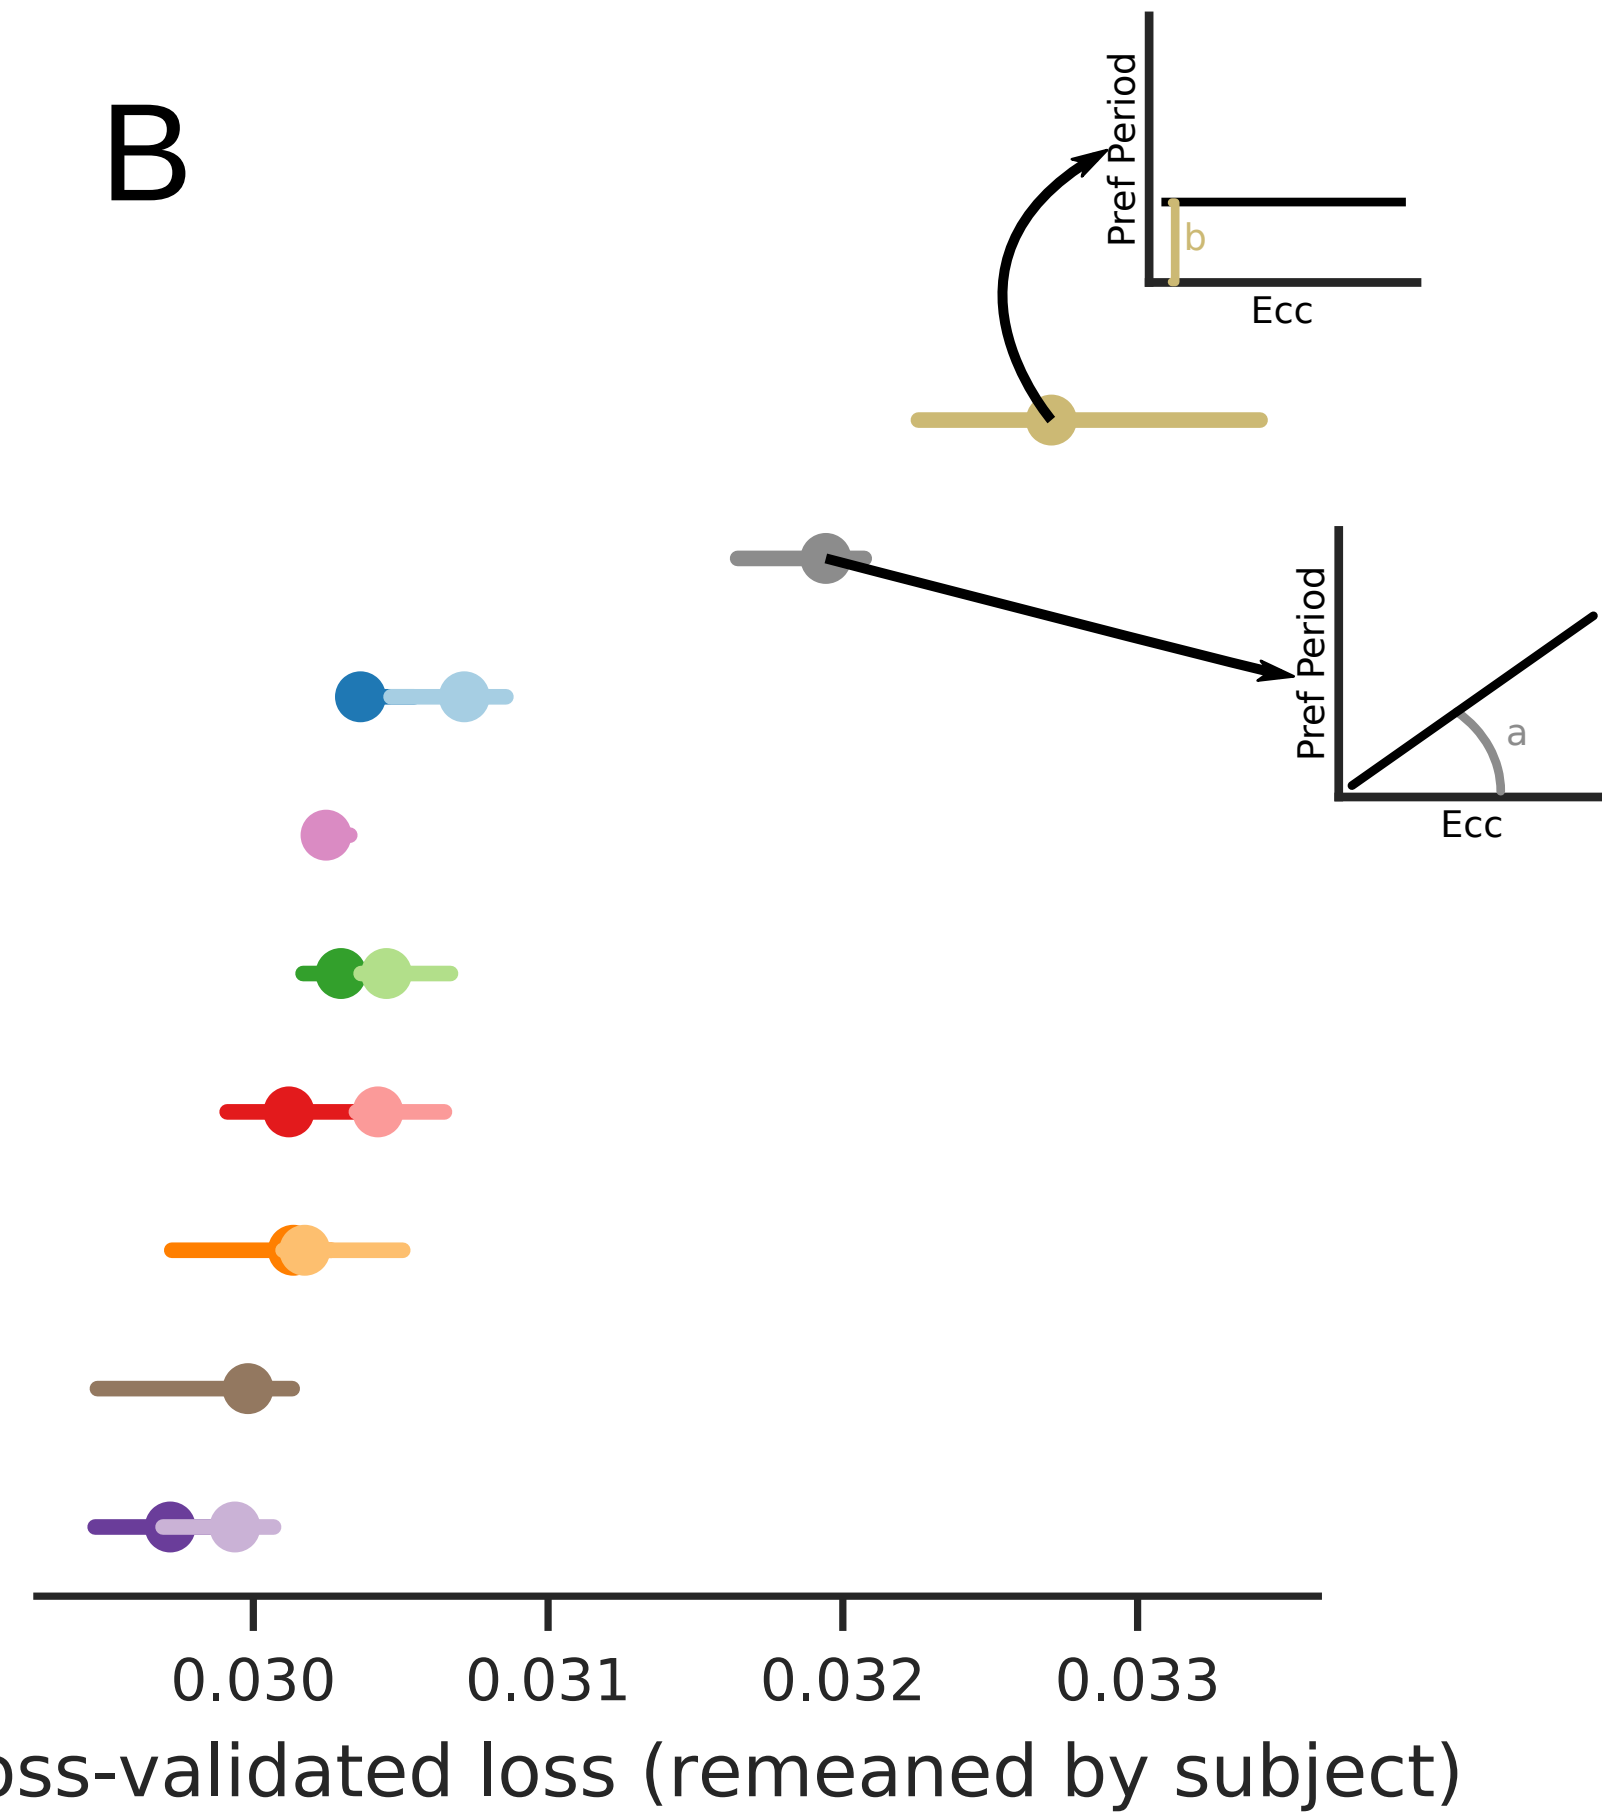 B
Pref Period
b
Ecc
Pref Period
a
Ecc
0.030 0.031 0.032 0.033
oss-validated loss (remeaned by subject)